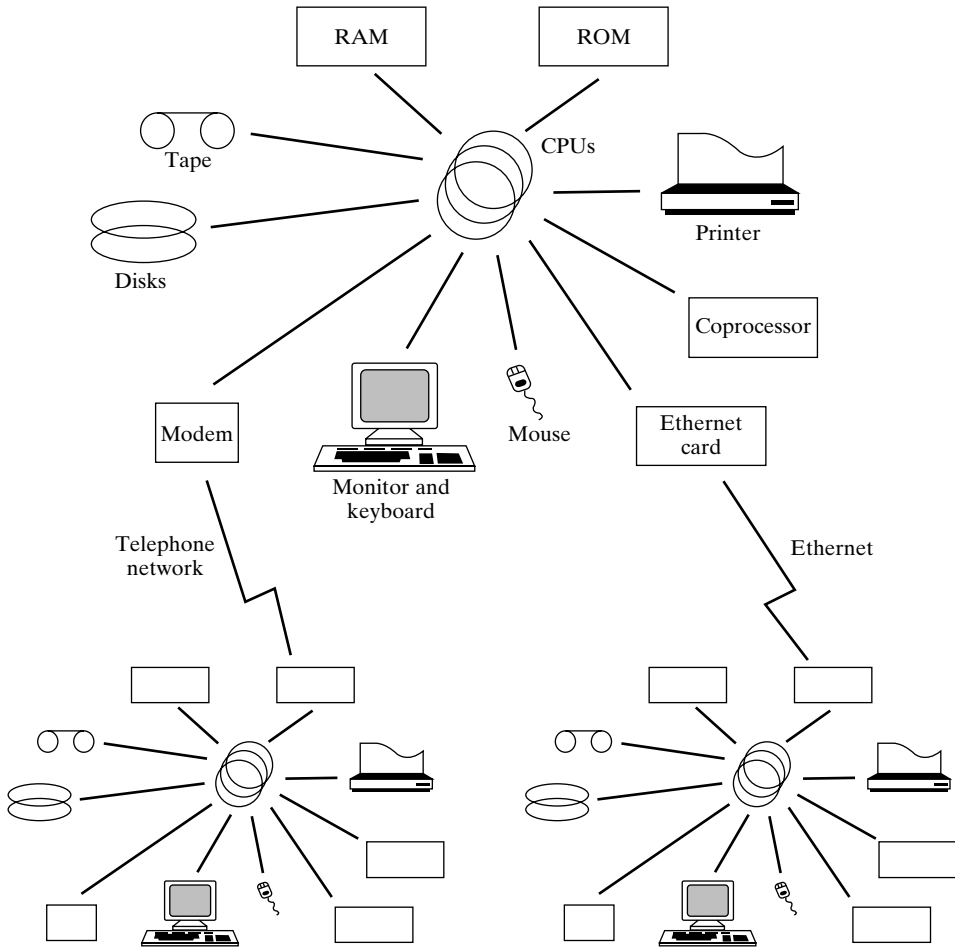 RAM
ROM
CPUs
Tape
Printer
Disks
Coprocessor
Modem
Mouse
Ethernet
card
Monitor and
keyboard
Telephone
network
Ethernet